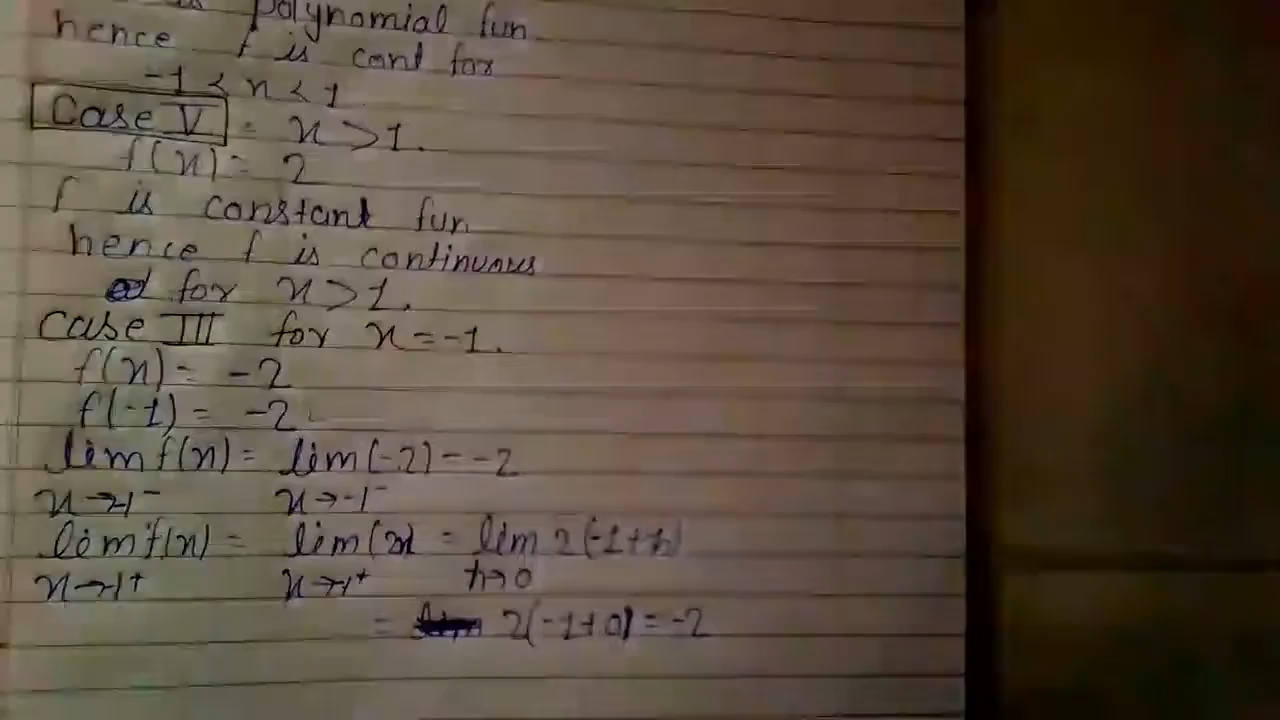 is polynomial fun
hence f is cont for
-1 < x < 1
Case V = x > 1.
f(x) = 2
f is constant fun
hence f is continuous
for x > 1.
Case III for x = -1.
f(x) = -2
f(-1) = -2.
lim f(x) = lim (-2) = -2
x→-1⁻ x→-1⁻
lim f(x) = lim (2x) = lim 2(-1+h)
x→-1⁺ x→-1⁺ h→0
= 2(-1+0) = -2